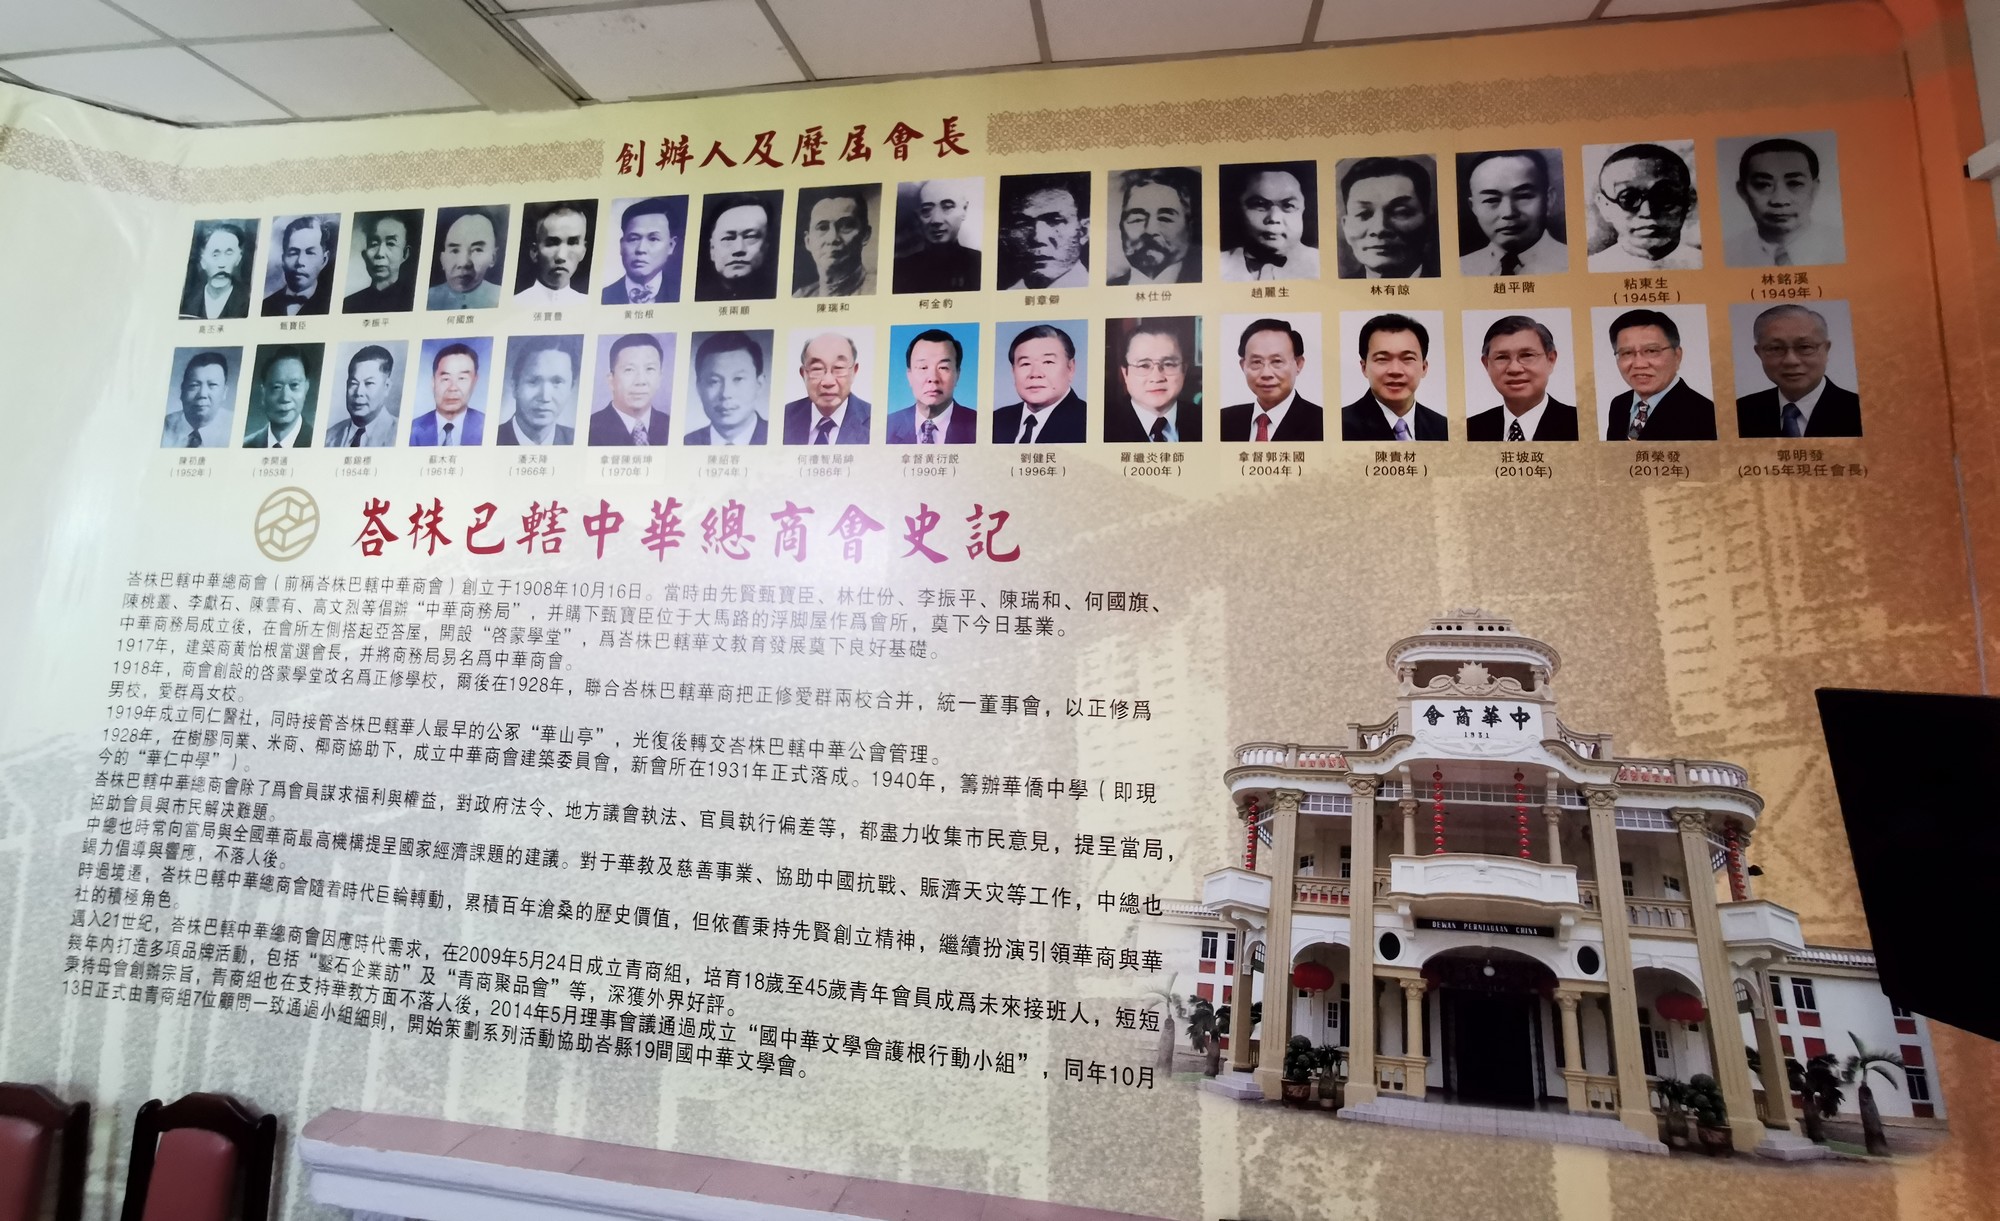 創辦人及歷屆會長
高丕承 甄寶臣 李振平 何國旗 張寶豐 黃怡根 張兩順 陳瑞和 柯金豹 劉章僻 林仕份 趙麗生 林有諒 趙平階 粘東生 林銘溪
(1945年) (1949年)
陳初應 李開通 鄭錫標 蘇木有 潘天降 拿督陳炳坤 陳紹容 何禮智局紳 拿督黃衍説 劉健民 羅繼炎律師 拿督郭洙國 陳貴材 莊坡政 顔榮發 郭明發
(1952年) (1953年) (1954年) (1961年) (1966年) (1970年) (1974年) (1986年) (1990年) (1996年) (2000年) (2004年) (2008年) (2010年) (2012年) (2015年現任會長)
峇株巴轄中華總商會史記
峇株巴轄中華總商會(前稱峇株巴轄中華商會)創立于1908年10月16日。當時由先賢甄寶臣、林仕份、李振平、陳瑞和、何國旗、
陳桃叢、李獻石、陳雲有、高文烈等倡辦“中華商務局”,并購下甄寶臣位于大馬路的浮脚屋作爲會所,奠下今日基業。
中華商務局成立後,在會所左側搭起亞答屋,開設“啓蒙學堂”,爲峇株巴轄華文教育發展奠下良好基礎。
1917年,建築商黃怡根當選會長,并將商務局易名爲中華商會。
1918年,商會創設的啓蒙學堂改名爲正修學校,爾後在1928年,聯合峇株巴轄華商把正修愛群兩校合并,統一董事會,以正修爲
男校,愛群爲女校。
1919年成立同仁醫社,同時接管峇株巴轄華人最早的公冢“華山亭”,光復後轉交峇株巴轄中華公會管理。
1928年,在樹膠同業、米商、椰商協助下,成立中華商會建築委員會,新會所在1931年正式落成。1940年,籌辦華僑中學(即現
今的“華仁中學”)。
峇株巴轄中華總商會除了爲會員謀求福利與權益,對政府法令、地方議會執法、官員執行偏差等,都盡力收集市民意見,提呈當局,
協助會員與市民解决難題。
中總也時常向當局與全國華商最高機構提呈國家經濟課題的建議。對于華教及慈善事業、協助中國抗戰、賑濟天灾等工作,中總也
竭力倡導與響應,不落人後。
時過境遷,峇株巴轄中華總商會隨着時代巨輪轉動,累積百年滄桑的歷史價值,但依舊秉持先賢創立精神,繼續扮演引領華商與華
社的積極角色。
邁入21世紀,峇株巴轄中華總商會因應時代需求,在2009年5月24日成立青商組,培育18歲至45歲青年會員成爲未來接班人,短短
幾年内打造多項品牌活動,包括“鑿石企業訪”及“青商聚品會”等,深獲外界好評。
秉持母會創辦宗旨,青商組也在支持華教方面不落人後,2014年5月理事會議通過成立“國中華文學會護根行動小組”,同年10月
13日正式由青商組7位顧問一致通過小組細則,開始策劃系列活動協助峇縣19間國中華文學會。
會商華中
1931
DEWAN PERNIAGAAN CHINA